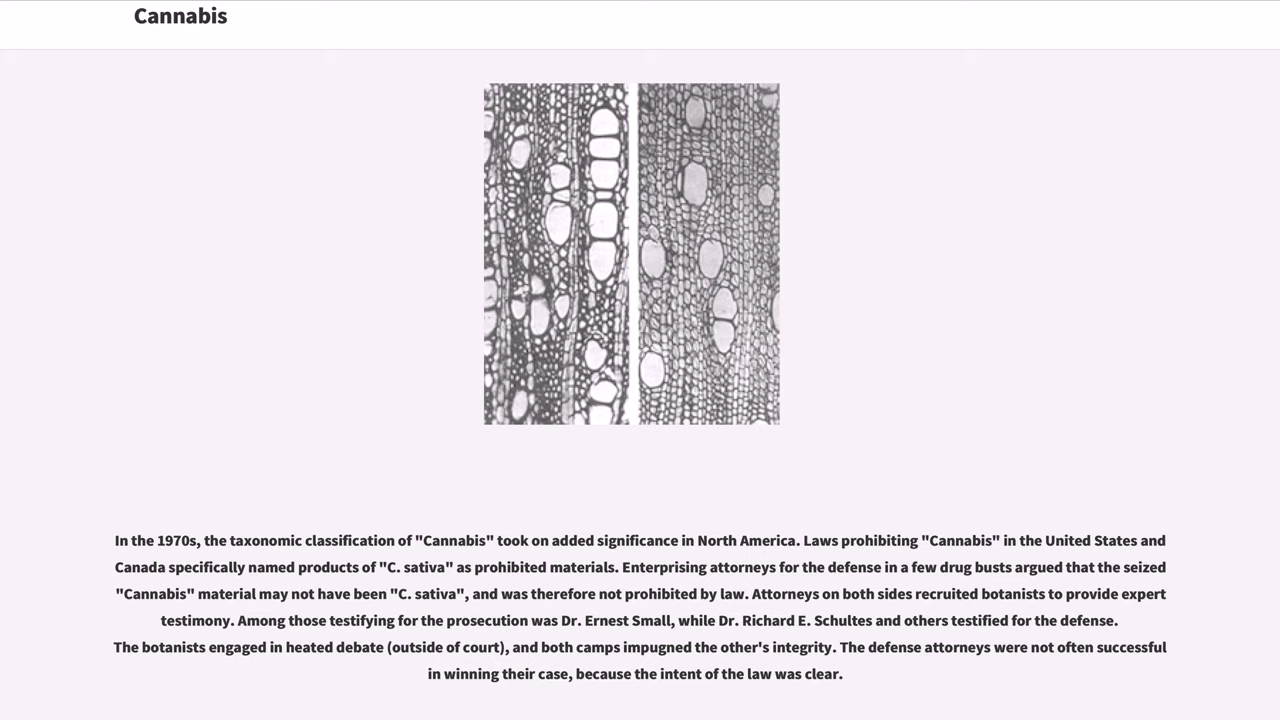 Cannabis
In the 1970s, the taxonomic classification of "Cannabis" took on added significance in North America. Laws prohibiting "Cannabis" in the United States and
Canada specifically named products of "C. sativa" as prohibited materials. Enterprising attorneys for the defense in a few drug busts argued that the seized
"Cannabis" material may not have been "C. sativa", and was therefore not prohibited by law. Attorneys on both sides recruited botanists to provide expert
testimony. Among those testifying for the prosecution was Dr. Ernest Small, while Dr. Richard E. Schultes and others testified for the defense.
The botanists engaged in heated debate (outside of court), and both camps impugned the other's integrity. The defense attorneys were not often successful
in winning their case, because the intent of the law was clear.